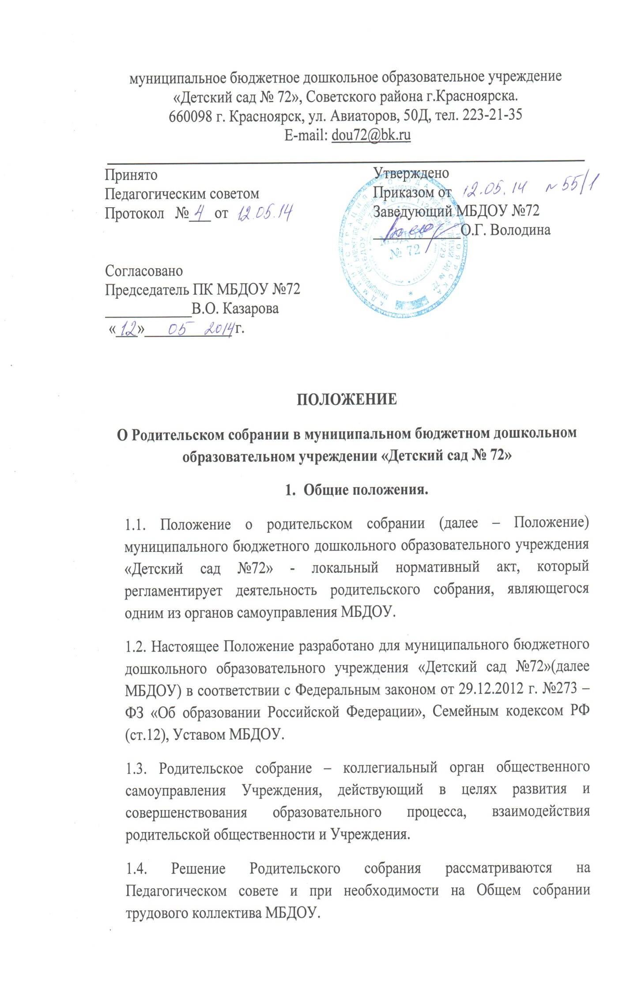 муниципальное бюджетное дошкольное образовательное учреждение
«Детский сад № 72», Советского района г.Красноярска.
660098 г. Красноярск, ул. Авиаторов, 50Д, тел. 223-21-35
E-mail: dou72@bk.ru
Принято
Педагогическим советом
Протокол №4 от 12.05.14
Утверждено
Приказом от 12.05.14 №55/1
Заведующий МБДОУ №72
О.Г. Володина
МБДОУ
№ 72
Согласовано
Председатель ПК МБДОУ №72
____________В.О. Казарова
«12» 05 2014г.
ПОЛОЖЕНИЕ
О Родительском собрании в муниципальном бюджетном дошкольном
образовательном учреждении «Детский сад № 72»
1. Общие положения.
1.1. Положение о родительском собрании (далее – Положение)
муниципального бюджетного дошкольного образовательного учреждения
«Детский сад №72» - локальный нормативный акт, который
регламентирует деятельность родительского собрания, являющегося
одним из органов самоуправления МБДОУ.
1.2. Настоящее Положение разработано для муниципального бюджетного
дошкольного образовательного учреждения «Детский сад №72»(далее
МБДОУ) в соответствии с Федеральным законом от 29.12.2012 г. №273 –
ФЗ «Об образовании Российской Федерации», Семейным кодексом РФ
(ст.12), Уставом МБДОУ.
1.3. Родительское собрание – коллегиальный орган общественного
самоуправления Учреждения, действующий в целях развития и
совершенствования образовательного процесса, взаимодействия
родительской общественности и Учреждения.
1.4. Решение Родительского собрания рассматриваются на
Педагогическом совете и при необходимости на Общем собрании
трудового коллектива МБДОУ.